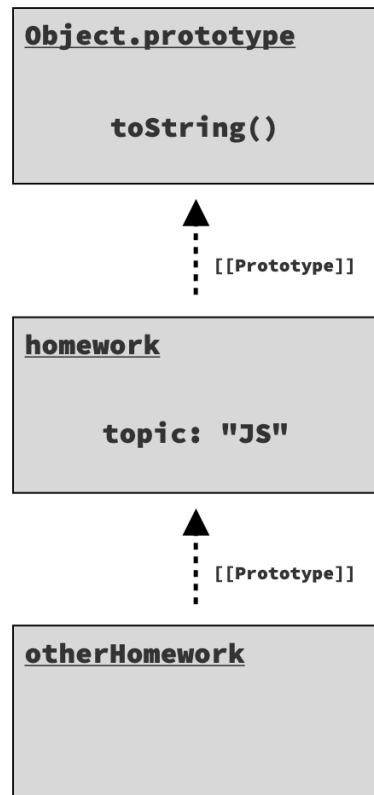 Object.prototype
toString()
[[Prototype]]
homework
topic: "JS"
[[Prototype]]
otherHomework